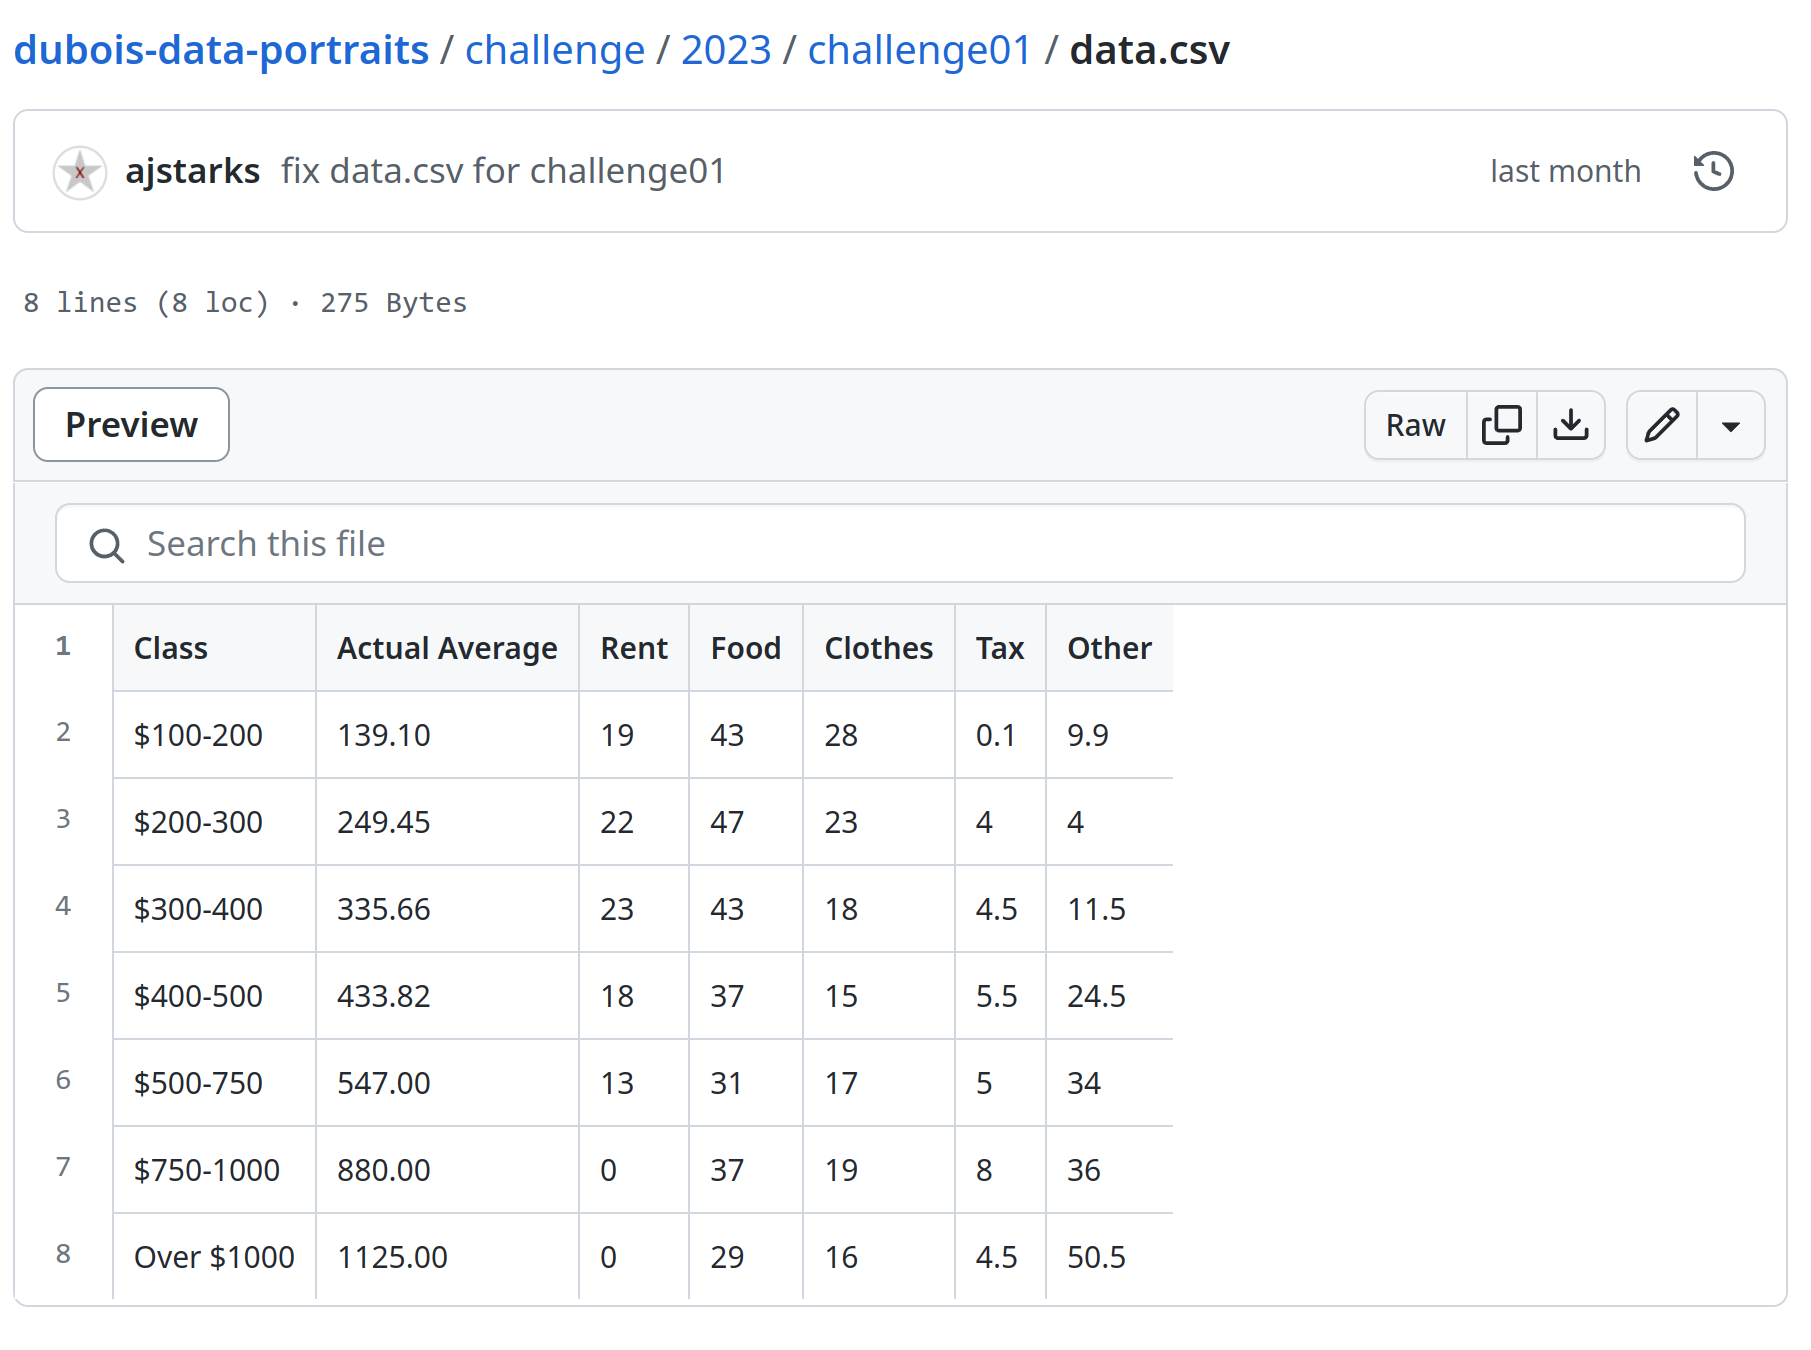 dubois-data-portraits / challenge / 2023 / challenge01 / data.csv
X
ajstarks fix data.csv for challenge01 last month
8 lines (8 loc) · 275 Bytes
Preview Raw
Search this file
1 Class Actual Average Rent Food Clothes Tax Other
2 $100-200 139.10 19 43 28 0.1 9.9
3 $200-300 249.45 22 47 23 4 4
4 $300-400 335.66 23 43 18 4.5 11.5
5 $400-500 433.82 18 37 15 5.5 24.5
6 $500-750 547.00 13 31 17 5 34
7 $750-1000 880.00 0 37 19 8 36
8 Over $1000 1125.00 0 29 16 4.5 50.5